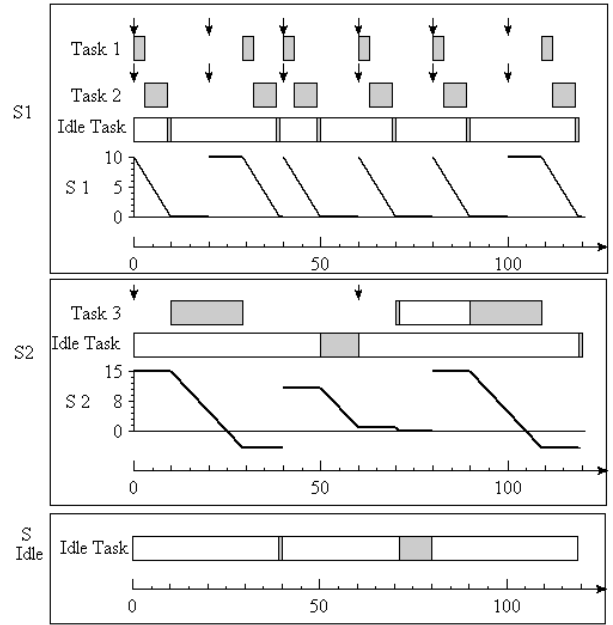 Task 1
Task 2
S1
Idle Task
10
S 1
5
0
0 50 100
Task 3
S2
Idle Task
15
S 2
8
0
0 50 100
S
Idle
Idle Task
0 50 100